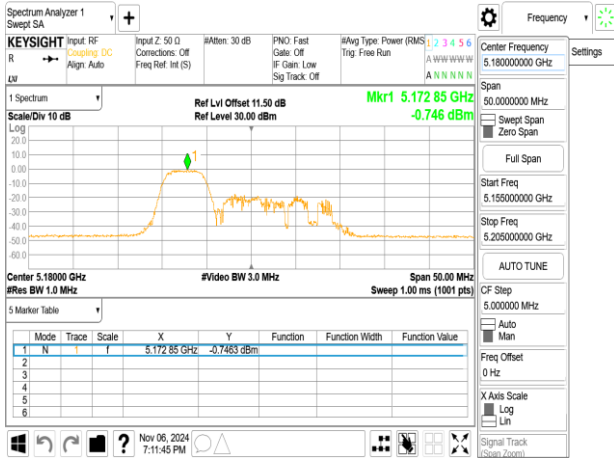 Spectrum Analyzer 1
Swept SA
+
Frequency
Settings
KEYSIGHT
R
Input: RF
Coupling: DC
Align: Auto
Input Z: 50 Ω
Corrections: Off
Freq Ref: Int (S)
#Atten: 30 dB
PNO: Fast
Gate: Off
IF Gain: Low
Sig Track: Off
#Avg Type: Power (RMS
Trig: Free Run
1 2 3 4 5 6
A W W W W W
A N N N N N
1 Spectrum
Scale/Div 10 dB
Log
Ref Lvl Offset 11.50 dB
Ref Level 30.00 dBm
Mkr1 5.172 85 GHz
-0.746 dBm
20.0
10.0
0.00
-10.0
-20.0
-30.0
-40.0
-50.0
-60.0
1
Center 5.18000 GHz
#Res BW 1.0 MHz
#Video BW 3.0 MHz
Span 50.00 MHz
Sweep 1.00 ms (1001 pts)
5 Marker Table
Mode Trace Scale X Y Function Function Width Function Value
1 N 1 f 5.172 85 GHz -0.7463 dBm
2
3
4
5
6
Nov 06, 2024
7:11:45 PM
?
Center Frequency
5.180000000 GHz
Span
50.0000000 MHz
Swept Span
Zero Span
Full Span
Start Freq
5.155000000 GHz
Stop Freq
5.205000000 GHz
AUTO TUNE
CF Step
5.000000 MHz
Auto
Man
Freq Offset
0 Hz
X Axis Scale
Log
Lin
Signal Track
(Span Zoom)